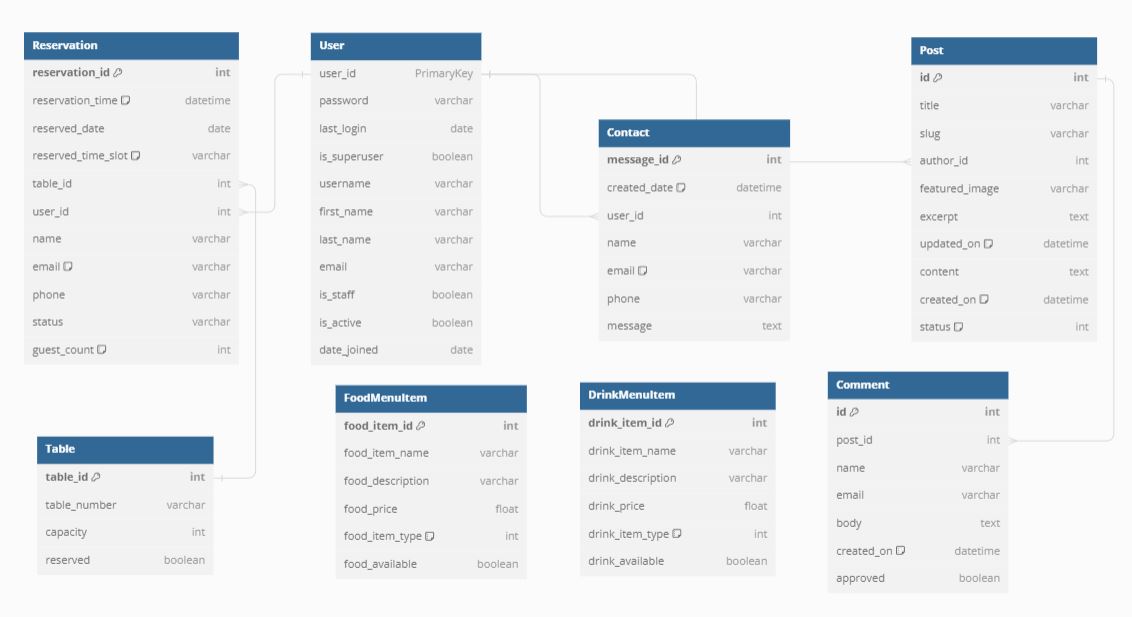 Reservation
reservation_id int
reservation_time datetime
reserved_date date
reserved_time_slot varchar
table_id int
user_id int
name varchar
email varchar
phone varchar
status varchar
guest_count int
User
user_id PrimaryKey
password varchar
last_login date
is_superuser boolean
username varchar
first_name varchar
last_name varchar
email varchar
is_staff boolean
is_active boolean
date_joined date
Contact
message_id int
created_date datetime
user_id int
name varchar
email varchar
phone varchar
message text
Post
id int
title varchar
slug varchar
author_id int
featured_image varchar
excerpt text
updated_on datetime
content text
created_on datetime
status int
Table
table_id int
table_number varchar
capacity int
reserved boolean
FoodMenuItem
food_item_id int
food_item_name varchar
food_description varchar
food_price float
food_item_type int
food_available boolean
DrinkMenuItem
drink_item_id int
drink_item_name varchar
drink_description varchar
drink_price float
drink_item_type int
drink_available boolean
Comment
id int
post_id int
name varchar
email varchar
body text
created_on datetime
approved boolean